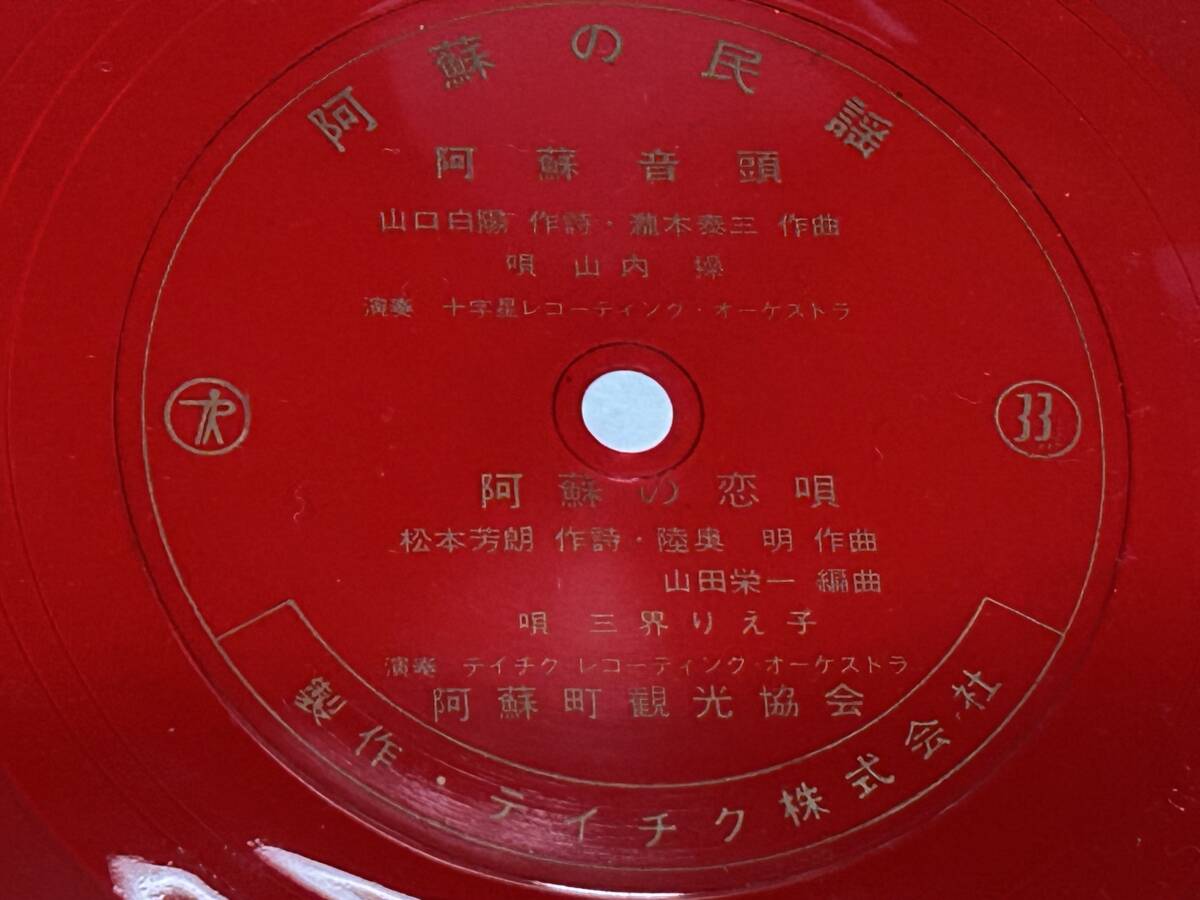 阿蘇の民謡
阿蘇音頭
山口白陽 作詩・瀧本泰三 作曲
唄 山内 操
演奏 十字星レコーディング・オーケストラ
33
阿蘇の恋唄
松本芳朗 作詩・陸奥 明 作曲
山田栄一 編曲
唄 三界りえ子
演奏 テイチク レコーディング オーケストラ
阿蘇町観光協会
製作・テイチク株式会社